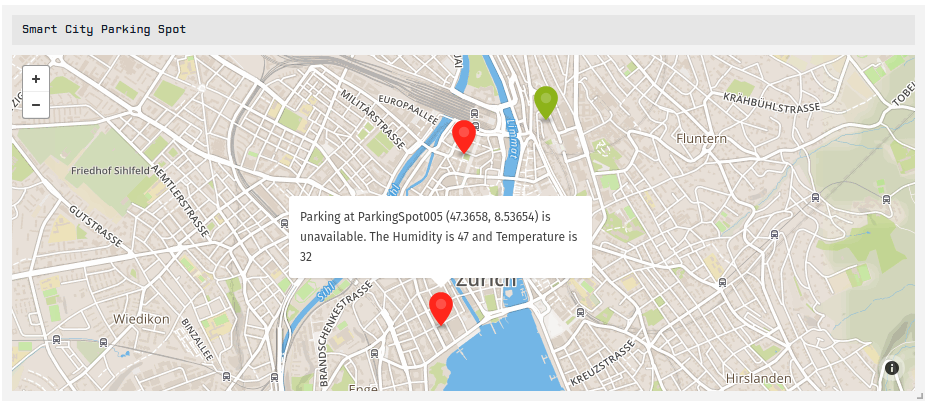 Smart City Parking Spot
+
−
EUROPAALLEE
MILITÄRSTRASSE
Limmat
KRÄHBÜHLSTRASSE
TOBEL
Fluntern
Friedhof Sihlfeld
AEMTLERSTRASSE
GUTSTRASSE
Parking at ParkingSpot005 (47.3658, 8.53654) is
unavailable. The Humidity is 47 and Temperature is
32
Zürich
Sihl
Wiedikon
BINZALLEE
BRANDSCHENKESTRASSE
Enge
KREUZSTRASSE
Hirslanden